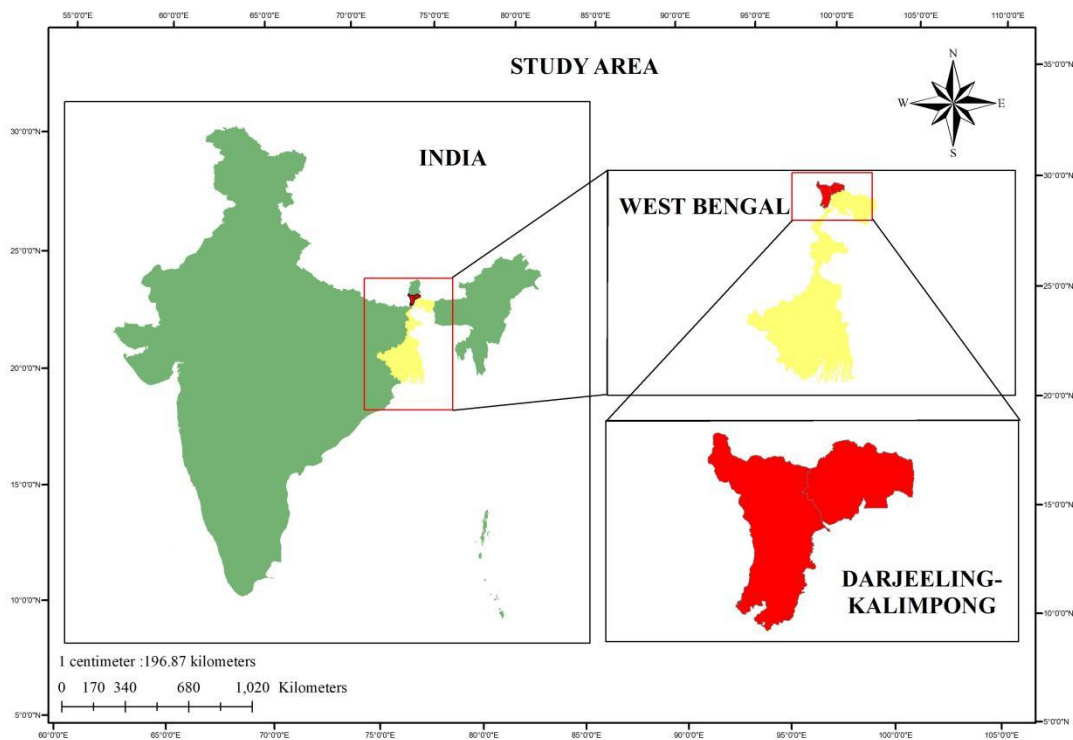 55°0'0"E 60°0'0"E 65°0'0"E 70°0'0"E 75°0'0"E 80°0'0"E 85°0'0"E 90°0'0"E 95°0'0"E 100°0'0"E 105°0'0"E 110°0'0"E
STUDY AREA
N
W E
S
35°0'0"N
30°0'0"N
INDIA
30°0'0"N
WEST BENGAL
25°0'0"N
25°0'0"N
20°0'0"N
20°0'0"N
15°0'0"N
15°0'0"N
DARJEELING-
KALIMPONG
10°0'0"N
10°0'0"N
1 centimeter :196.87 kilometers
0 170 340 680 1,020 Kilometers
5°0'0"N
5°0'0"N
60°0'0"E 65°0'0"E 70°0'0"E 75°0'0"E 80°0'0"E 85°0'0"E 90°0'0"E 95°0'0"E 100°0'0"E 105°0'0"E